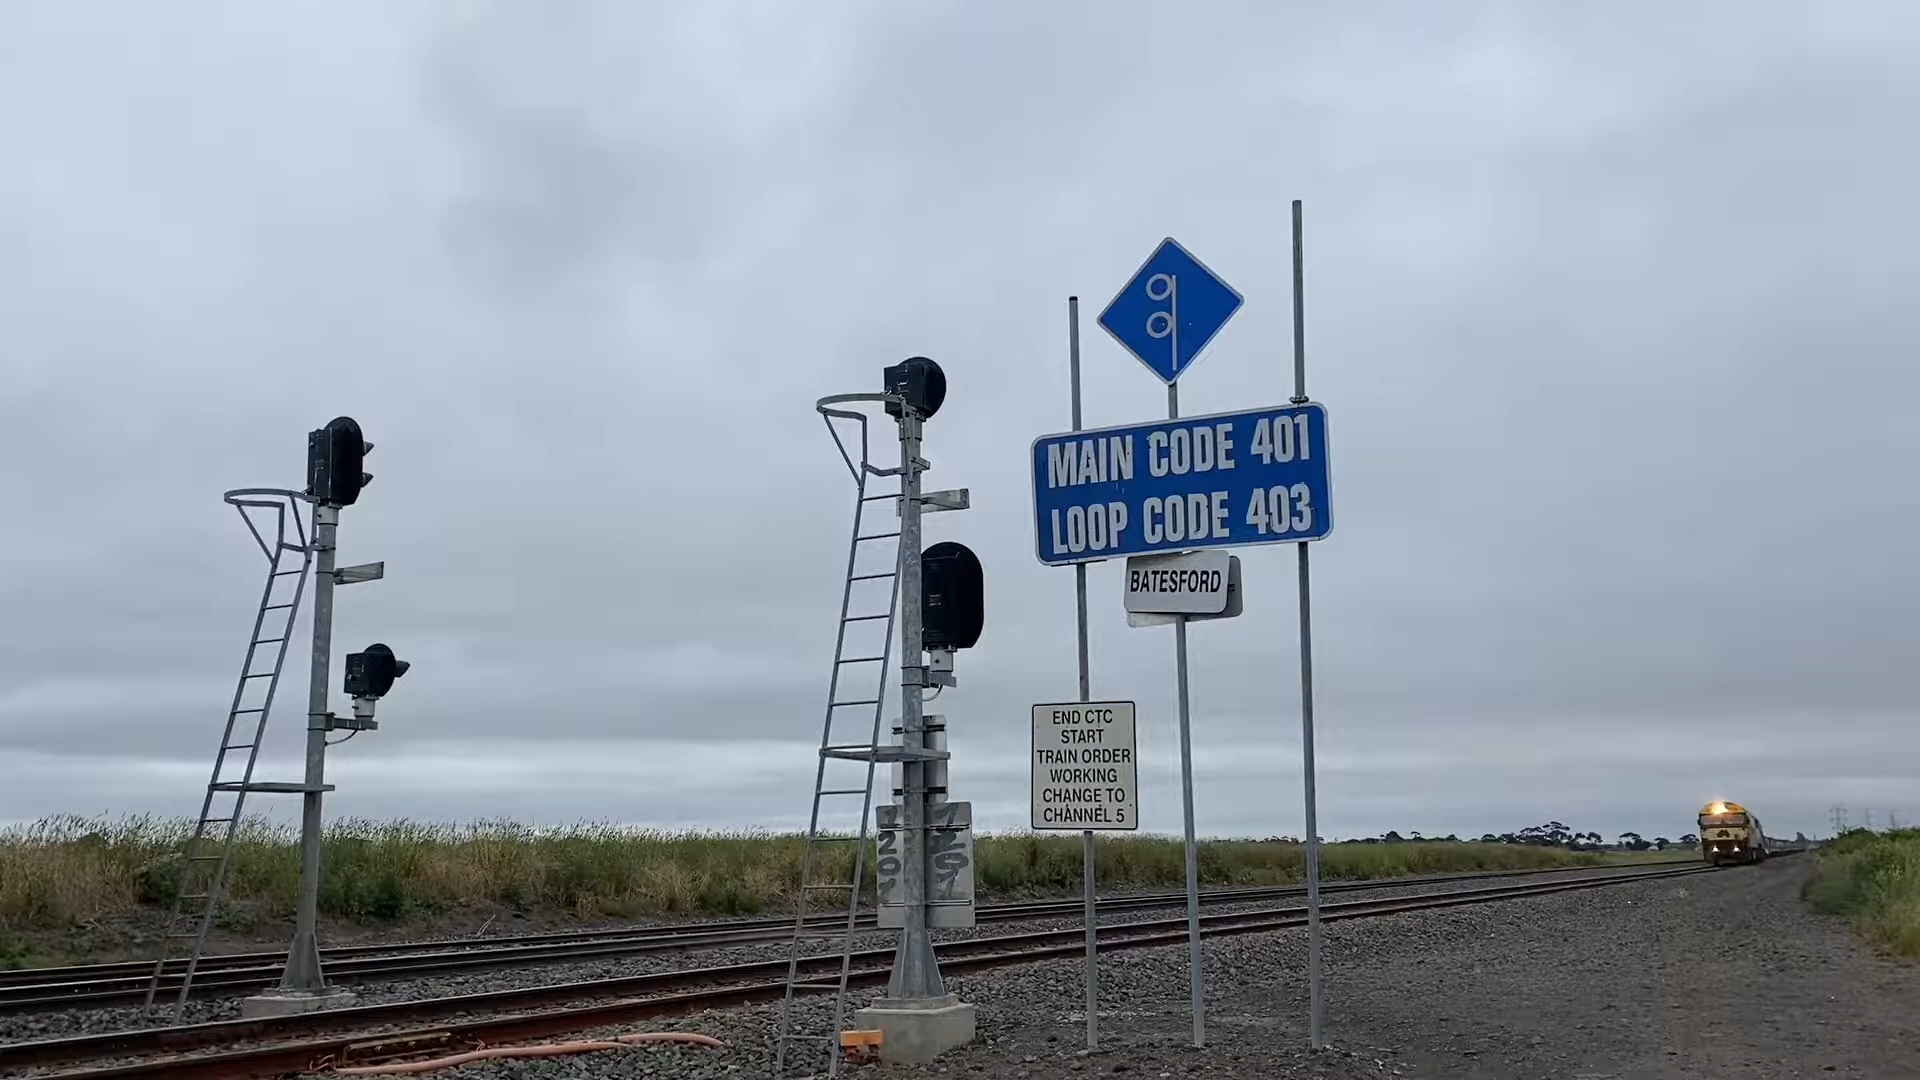 MAIN CODE 401
LOOP CODE 403
BATESFORD
END CTC
START
TRAIN ORDER
WORKING
CHANGE TO
CHANNEL 5